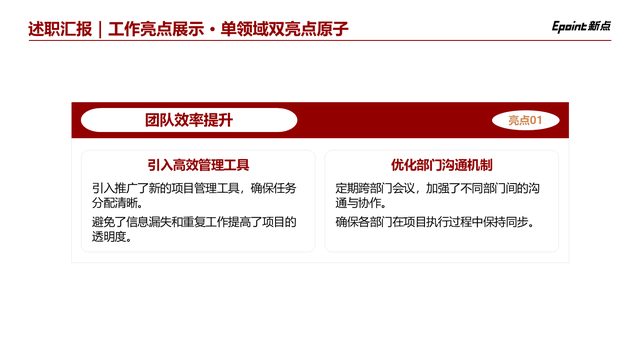 述职汇报｜工作亮点展示·单领域双亮点原子
Epoint新点
团队效率提升
亮点01
引入高效管理工具
引入推广了新的项目管理工具，确保任务
分配清晰。
避免了信息漏失和重复工作提高了项目的
透明度。
优化部门沟通机制
定期跨部门会议，加强了不同部门间的沟
通与协作。
确保各部门在项目执行过程中保持同步。